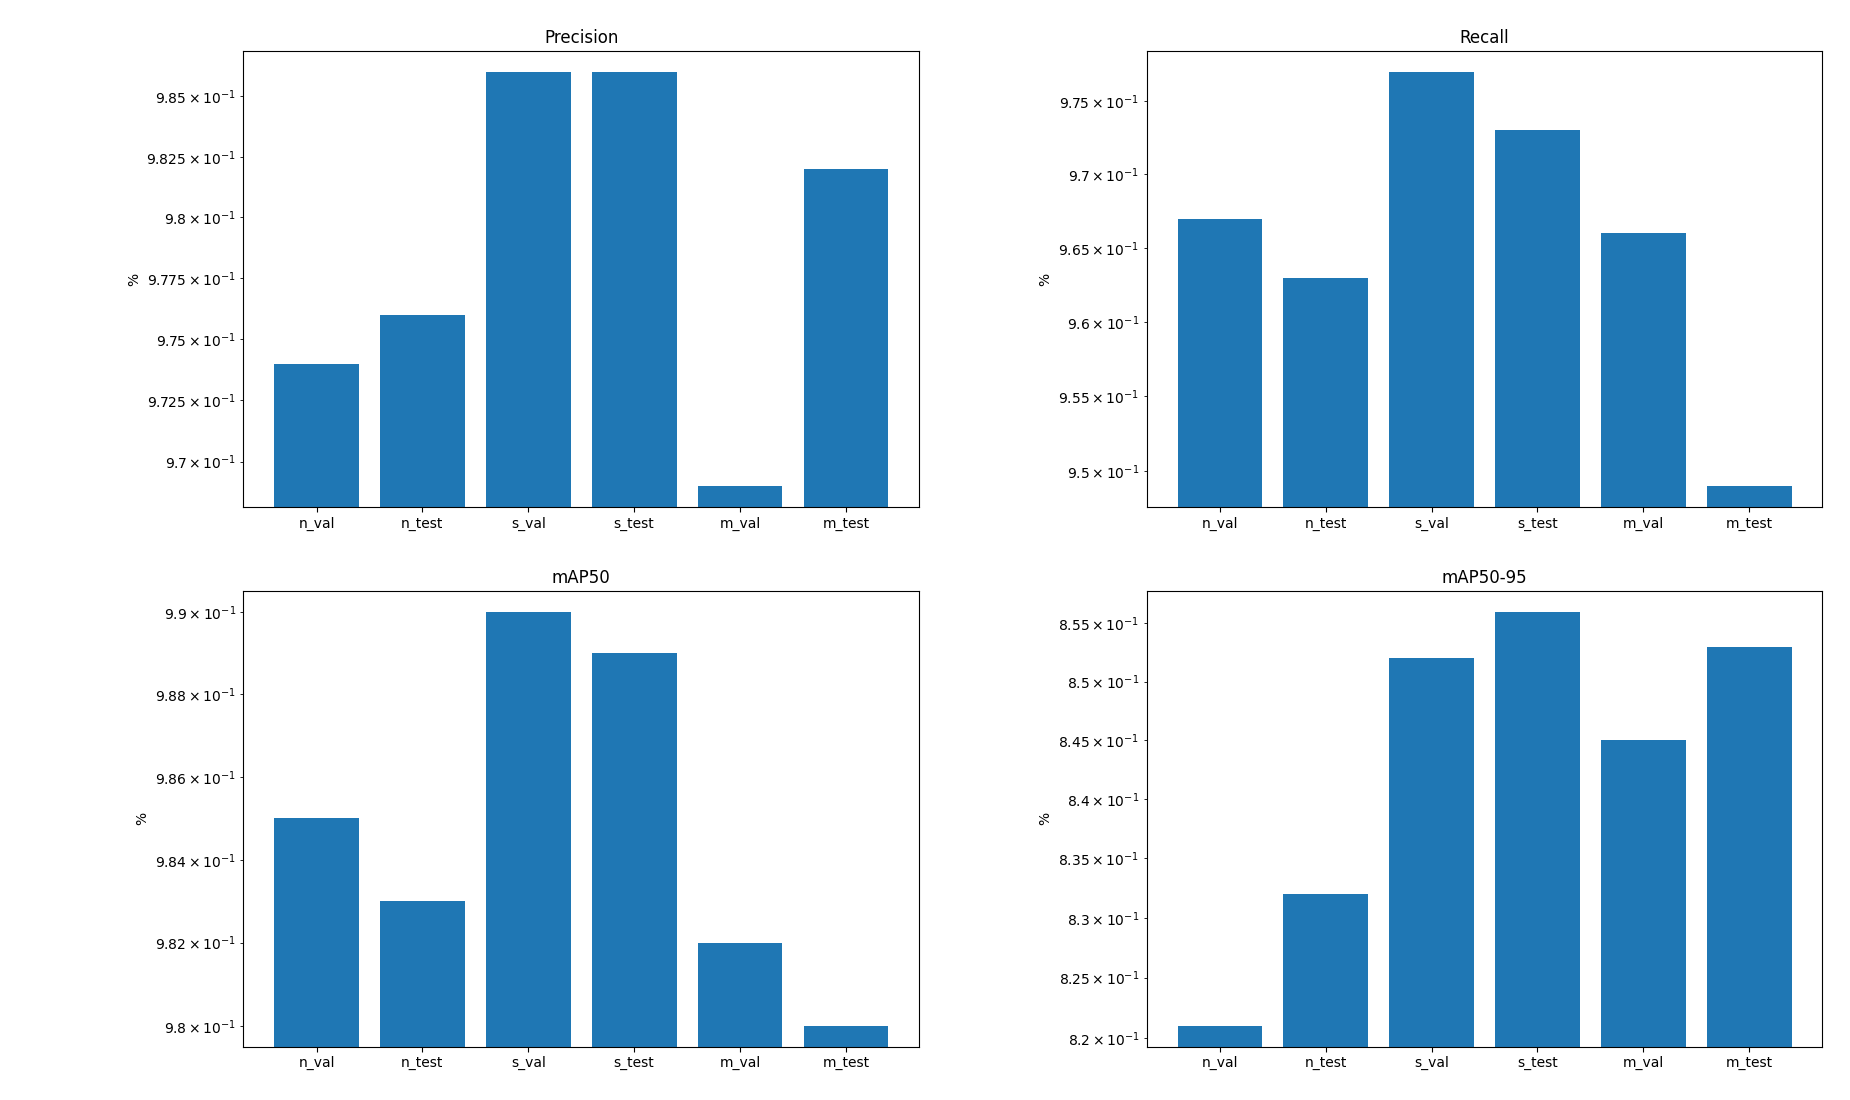 Precision
9.85 × 10⁻¹
9.825 × 10⁻¹
9.8 × 10⁻¹
9.775 × 10⁻¹
9.75 × 10⁻¹
9.725 × 10⁻¹
9.7 × 10⁻¹
%
n_val n_test s_val s_test m_val m_test
Recall
9.75 × 10⁻¹
9.7 × 10⁻¹
9.65 × 10⁻¹
9.6 × 10⁻¹
9.55 × 10⁻¹
9.5 × 10⁻¹
%
n_val n_test s_val s_test m_val m_test
mAP50
9.9 × 10⁻¹
9.88 × 10⁻¹
9.86 × 10⁻¹
9.84 × 10⁻¹
9.82 × 10⁻¹
9.8 × 10⁻¹
%
n_val n_test s_val s_test m_val m_test
mAP50-95
8.55 × 10⁻¹
8.5 × 10⁻¹
8.45 × 10⁻¹
8.4 × 10⁻¹
8.35 × 10⁻¹
8.3 × 10⁻¹
8.25 × 10⁻¹
8.2 × 10⁻¹
%
n_val n_test s_val s_test m_val m_test